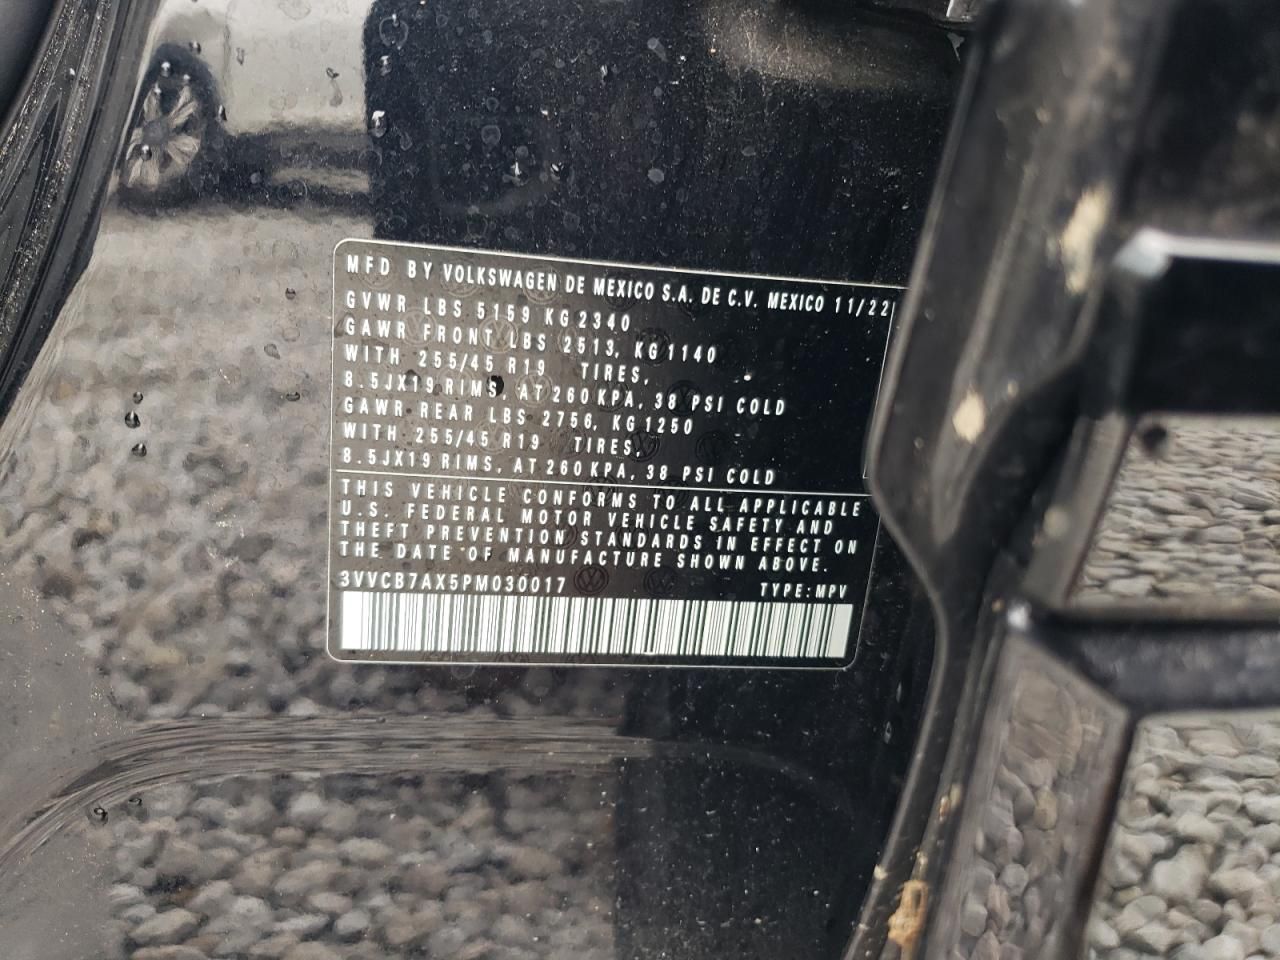 MFD BY VOLKSWAGEN DE MEXICO S.A. DE C.V. MEXICO 11/22
GVWR LBS 5159 KG 2340
GAWR FRONT LBS 2513, KG 1140
WITH 255/45 R19 TIRES,
8.5JX19 RIMS, AT 260 KPA, 38 PSI COLD
GAWR REAR LBS 2756, KG 1250
WITH 255/45 R19 TIRES,
8.5JX19 RIMS, AT 260 KPA, 38 PSI COLD
THIS VEHICLE CONFORMS TO ALL APPLICABLE
U.S. FEDERAL MOTOR VEHICLE SAFETY AND
THEFT PREVENTION STANDARDS IN EFFECT ON
THE DATE OF MANUFACTURE SHOWN ABOVE.
3VVCB7AX5PM030017 TYPE: MPV